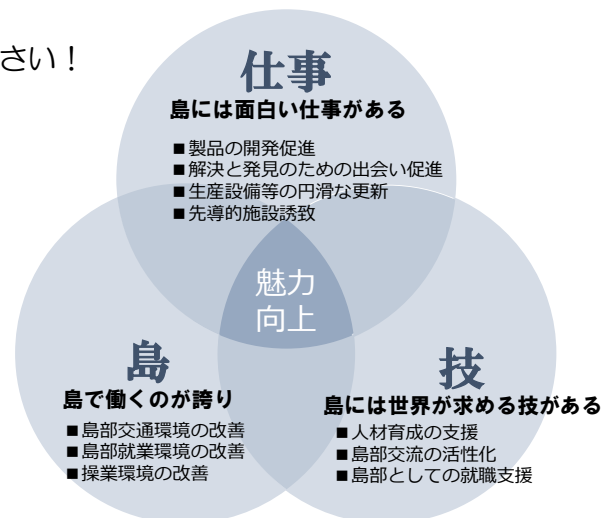 さい！
仕事
島には面白い仕事がある
■製品の開発促進
■解決と発見のための出会い促進
■生産設備等の円滑な更新
■先導的施設誘致
魅力
向上
島
島で働くのが誇り
■島部交通環境の改善
■島部就業環境の改善
■操業環境の改善
技
島には世界が求める技がある
■人材育成の支援
■島部交流の活性化
■島部としての就職支援